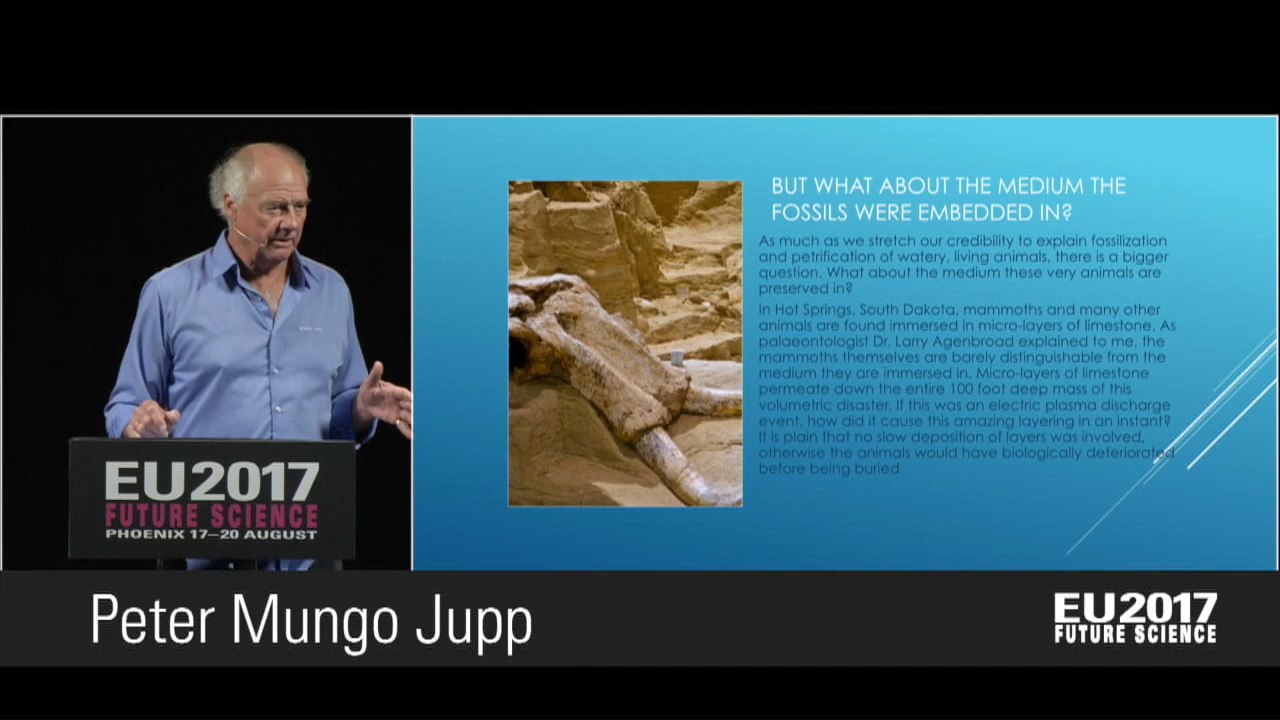 BUT WHAT ABOUT THE MEDIUM THE
FOSSILS WERE EMBEDDED IN?
As much as we stretch our credibility to explain fossilization
and petrification of watery, living animals, there is a bigger
question. What about the medium these very animals are
preserved in?
In Hot Springs, South Dakota, mammoths and many other
animals are found immersed in micro-layers of limestone. As
palaeontologist Dr. Larry Agenbroad explained to me, the
mammoths themselves are barely distinguishable from the
medium they are immersed in. Micro-layers of limestone
permeate down the entire 100 foot deep mass of this
volumetric disaster. If this was an electric plasma discharge
event, how did it cause this amazing layering in an instant?
It is plain that no slow deposition of layers was involved,
otherwise the animals would have biologically deteriorated
before being buried
EU2017
FUTURE SCIENCE
PHOENIX 17–20 AUGUST
Peter Mungo Jupp
EU2017
FUTURE SCIENCE